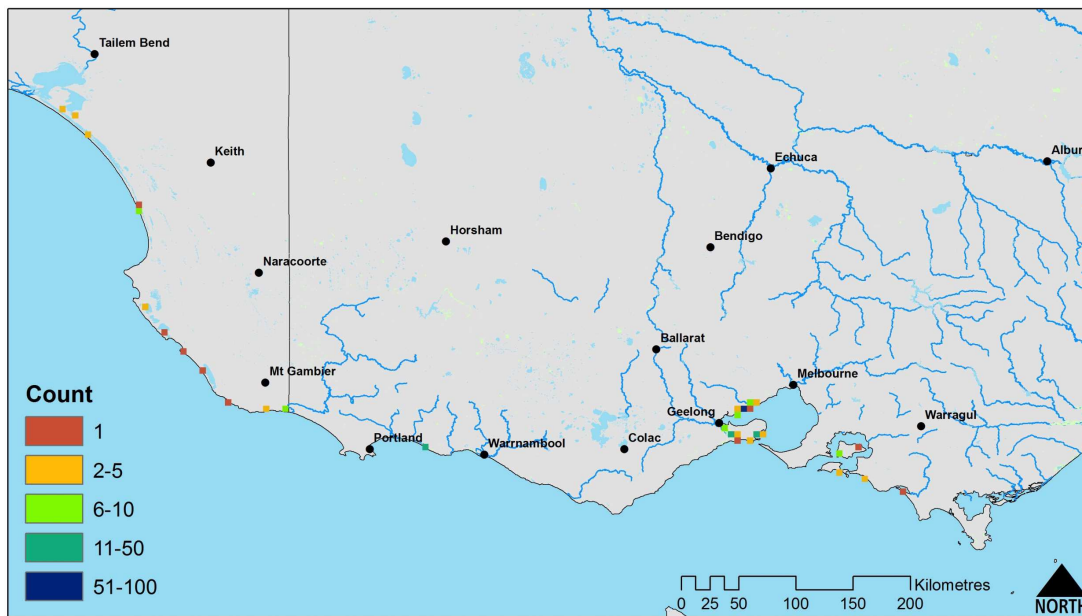 Tailem Bend
Keith
Albur
Echuca
Horsham
Bendigo
Naracoorte
Ballarat
Mt Gambier
Melbourne
Count
Geelong
Warragul
1
Portland
Warrnambool
Colac
2-5
6-10
11-50
51-100
Kilometres
0 25 50 100 150 200
NORTH